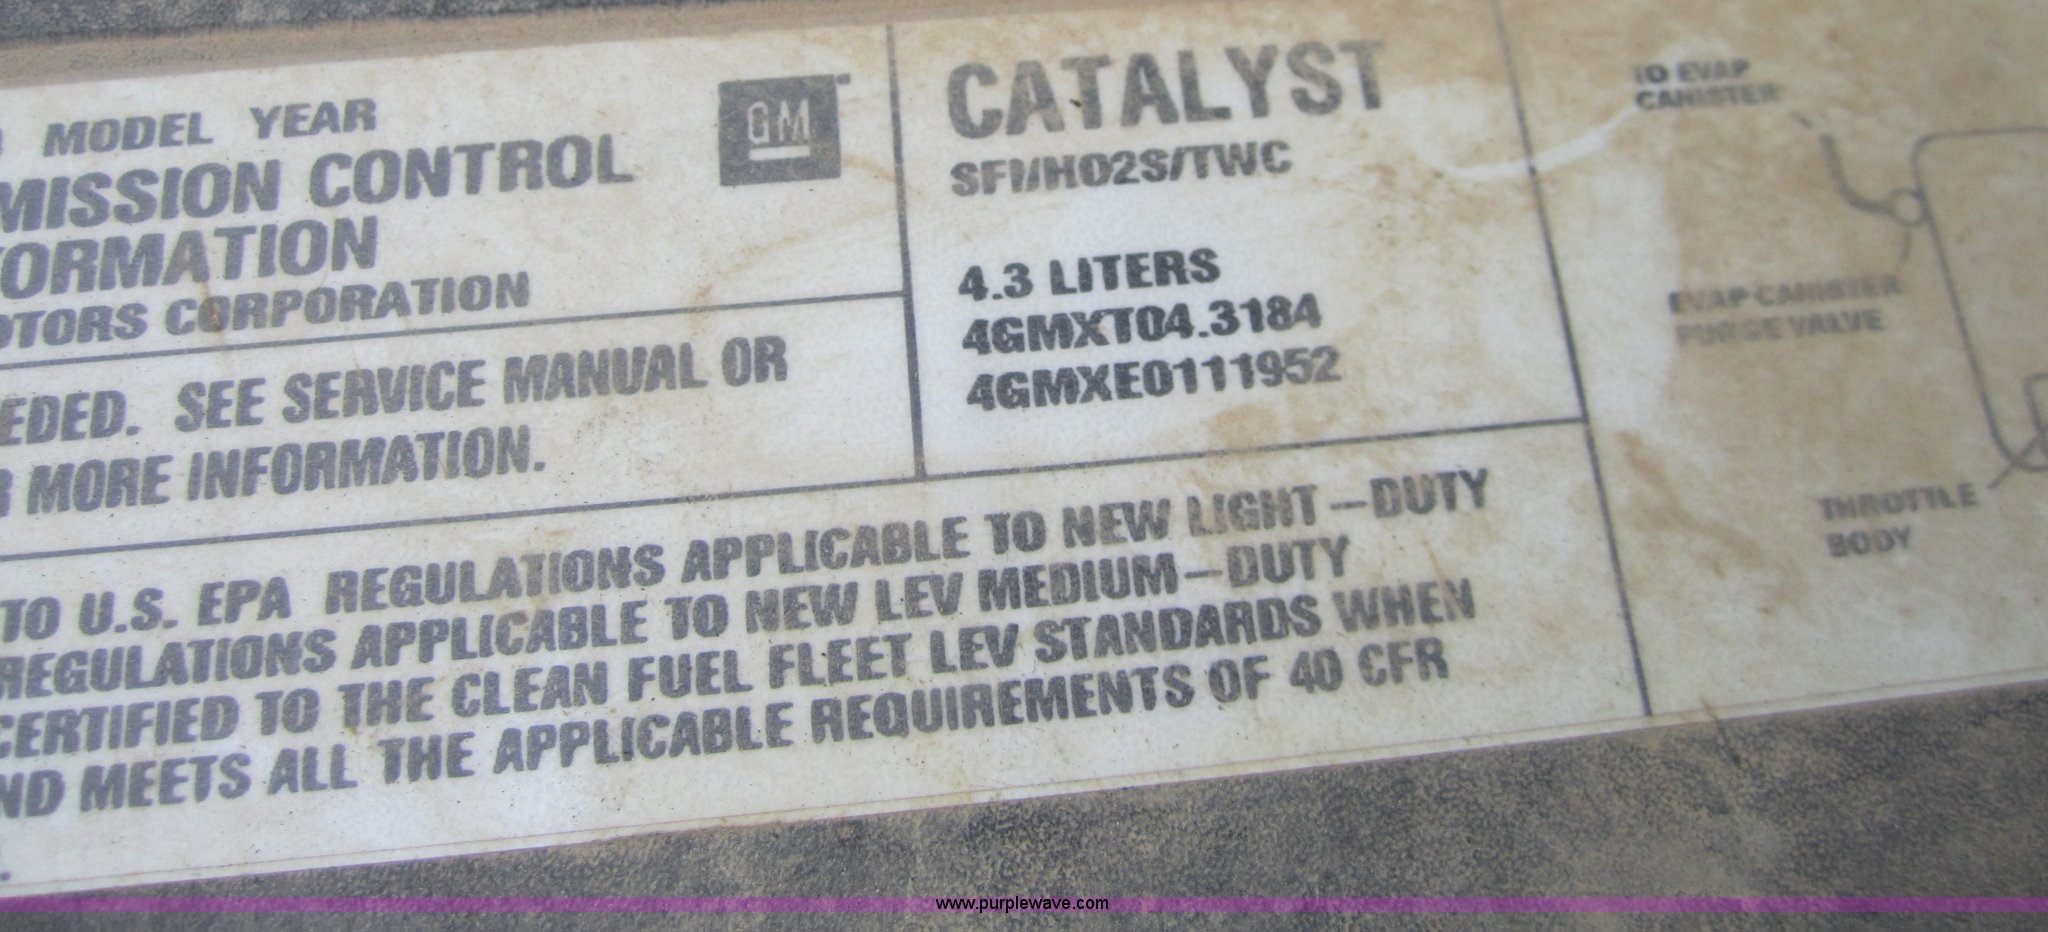 MODEL YEAR
MISSION CONTROL
ORMATION
OTORS CORPORATION
GM
EDED. SEE SERVICE MANUAL OR
R MORE INFORMATION.
CATALYST
SFI/HO2S/TWC
4.3 LITERS
4GMXT04.3184
4GMXE0111952
TO U.S. EPA REGULATIONS APPLICABLE TO NEW LIGHT-DUTY
REGULATIONS APPLICABLE TO NEW LEV MEDIUM-DUTY
CERTIFIED TO THE CLEAN FUEL FLEET LEV STANDARDS WHEN
ND MEETS ALL THE APPLICABLE REQUIREMENTS OF 40 CFR
TO EVAP
CANISTER
EVAP CANISTER
PURGE VALVE
THROTTLE
BODY
www.purplewave.com